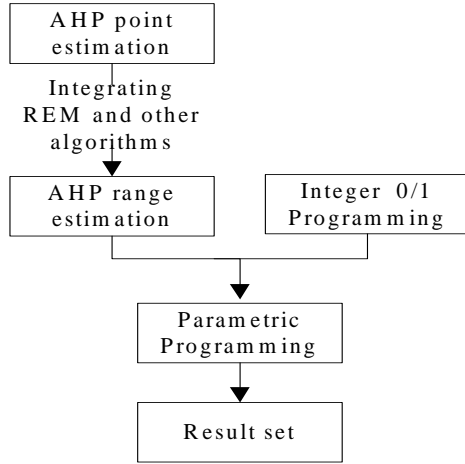 AHP point
estimation
Integrating
REM and other
algorithms
AHP range
estimation
Integer 0/1
Programming
Parametric
Programming
Result set